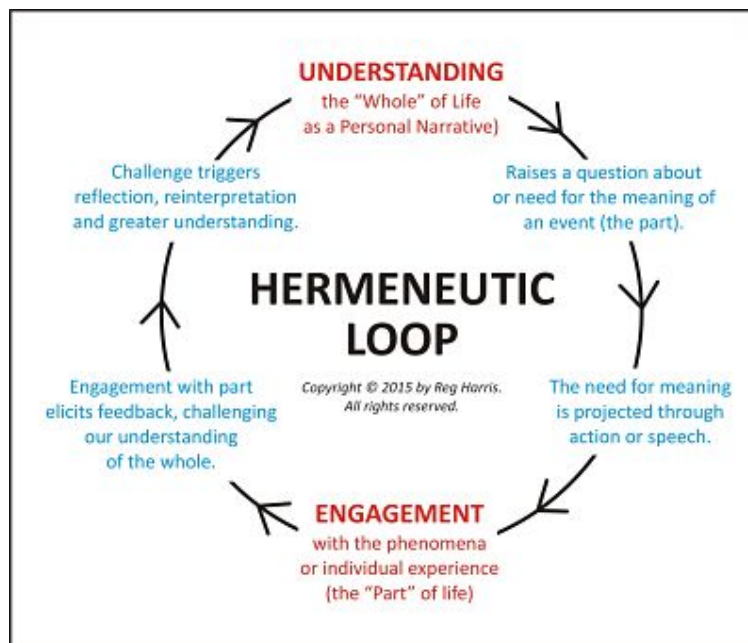 UNDERSTANDING
the “Whole” of Life
as a Personal Narrative)
Raises a question about
or need for the meaning of
an event (the part).
The need for meaning
is projected through
action or speech.
ENGAGEMENT
with the phenomena
or individual experience
(the “Part” of life)
Engagement with part
elicits feedback, challenging
our understanding
of the whole.
Challenge triggers
reflection, reinterpretation
and greater understanding.
HERMENEUTIC
LOOP
Copyright © 2015 by Reg Harris.
All rights reserved.